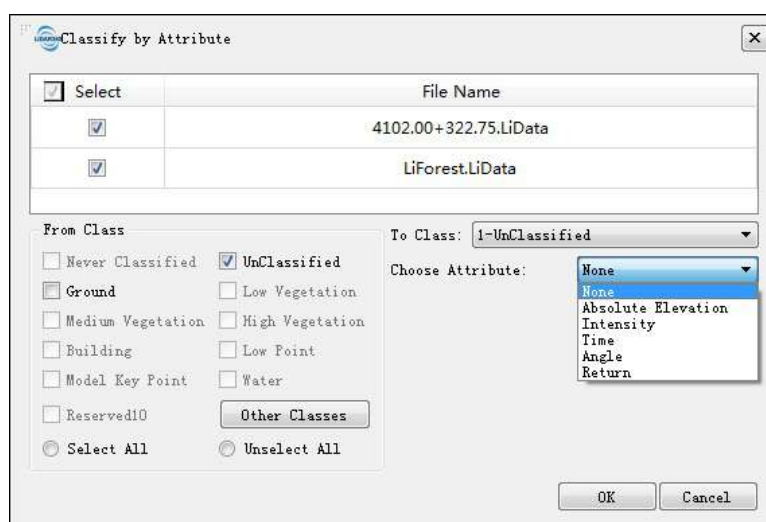 Classify by Attribute
Select File Name
4102.00+322.75.LiData
LiForest.LiData
From Class
Never Classified UnClassified
Ground Low Vegetation
Medium Vegetation High Vegetation
Building Low Point
Model Key Point Water
Reserved10 Other Classes
Select All Unselect All
To Class: 1-UnClassified
Choose Attribute: None
None
Absolute Elevation
Intensity
Time
Angle
Return
OK Cancel